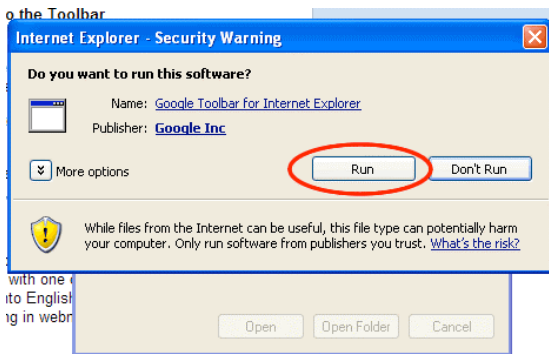 o the Toolbar
Internet Explorer - Security Warning
Do you want to run this software?
Name: Google Toolbar for Internet Explorer
Publisher: Google Inc
More options
Run
Don't Run
While files from the Internet can be useful, this file type can potentially harm
your computer. Only run software from publishers you trust. What's the risk?
with one
nto English
ng in webr
Open
Open Folder
Cancel